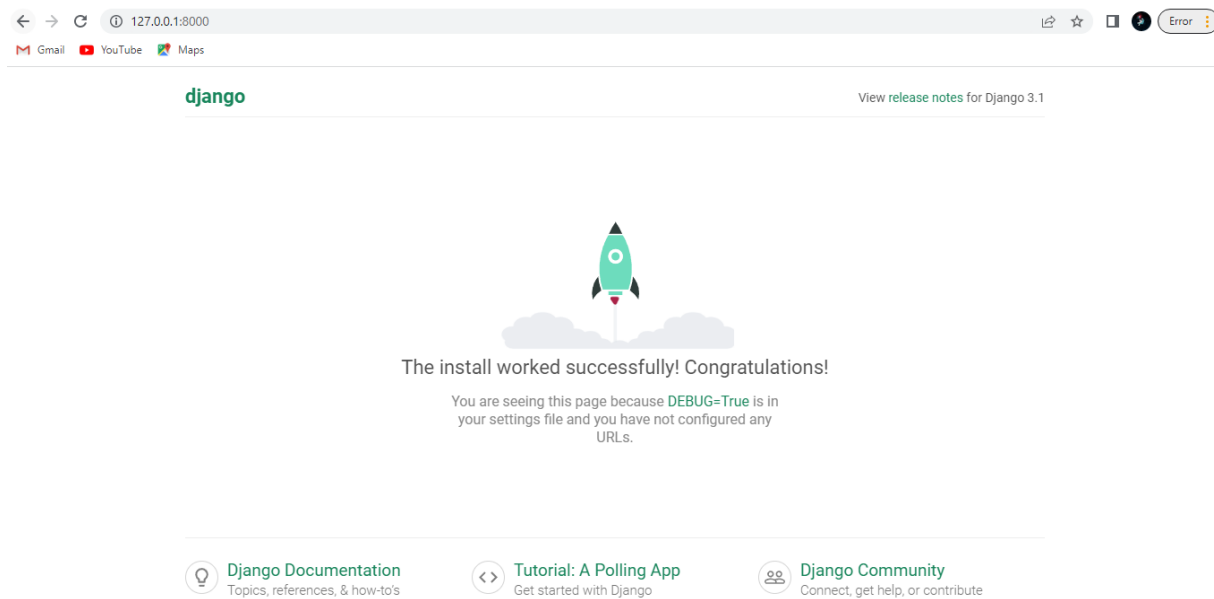 127.0.0.1:8000
Error
Gmail YouTube Maps
django
View release notes for Django 3.1
The install worked successfully! Congratulations!
You are seeing this page because DEBUG=True is in
your settings file and you have not configured any
URLs.
Django Documentation
Topics, references, & how-to's
Tutorial: A Polling App
Get started with Django
Django Community
Connect, get help, or contribute